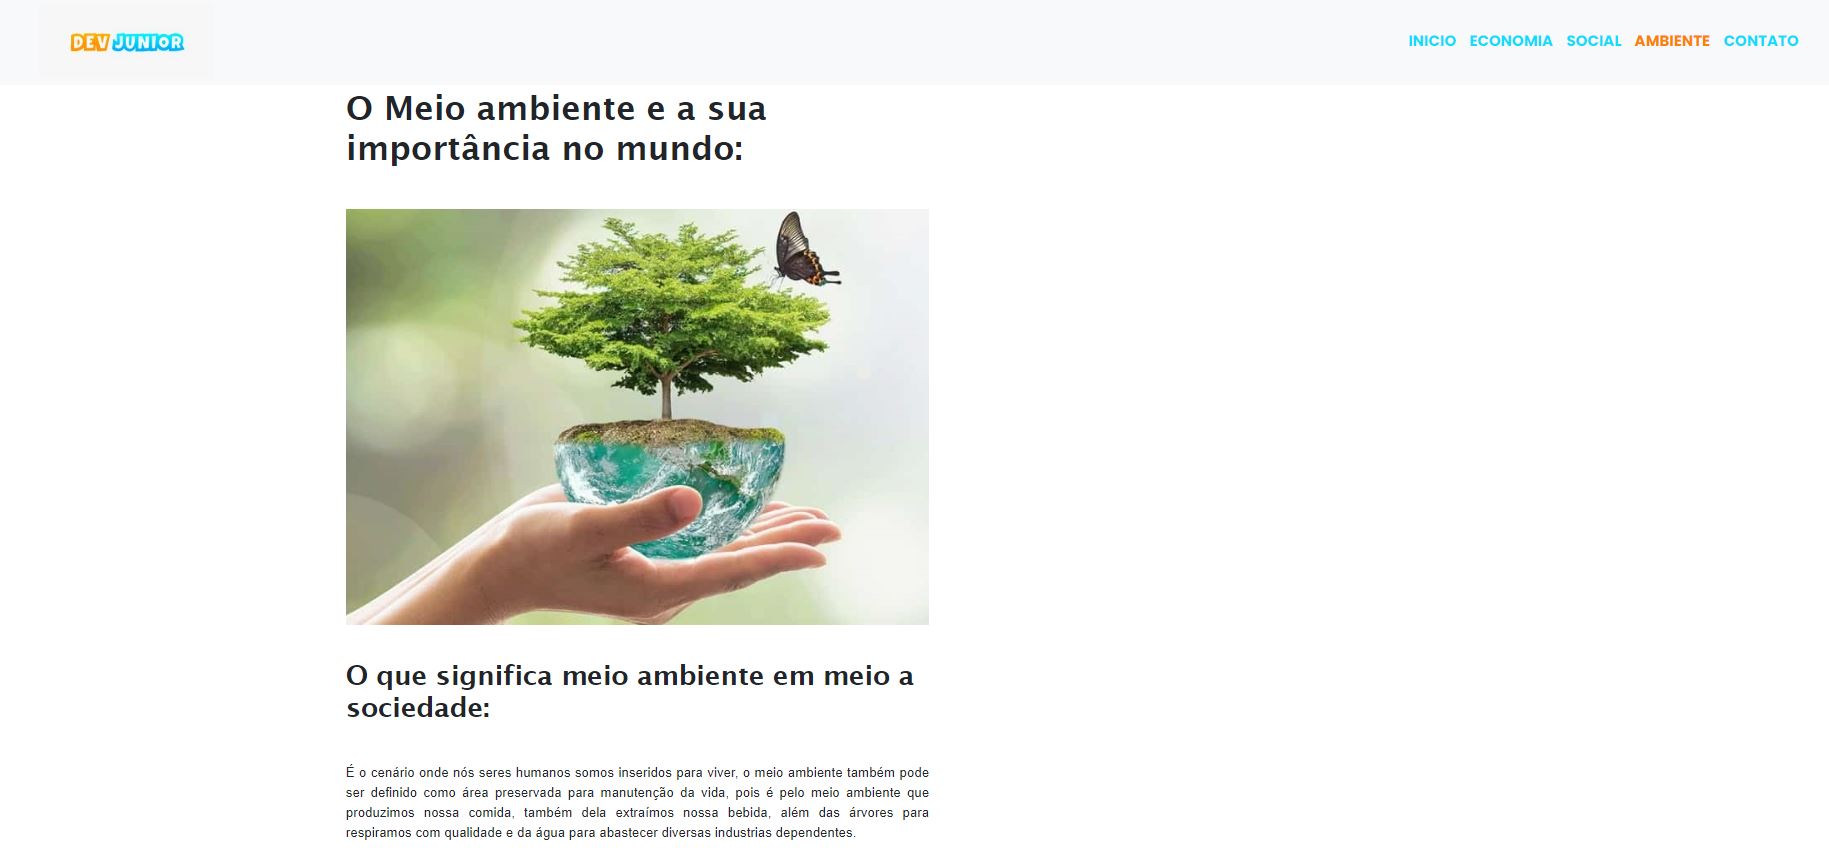 DEV JUNIOR
INICIO ECONOMIA SOCIAL AMBIENTE CONTATO
O Meio ambiente e a sua
importância no mundo:
O que significa meio ambiente em meio a
sociedade:
É o cenário onde nós seres humanos somos inseridos para viver, o meio ambiente também pode
ser definido como área preservada para manutenção da vida, pois é pelo meio ambiente que
produzimos nossa comida, também dela extraímos nossa bebida, além das árvores para
respiramos com qualidade e da água para abastecer diversas industrias dependentes.